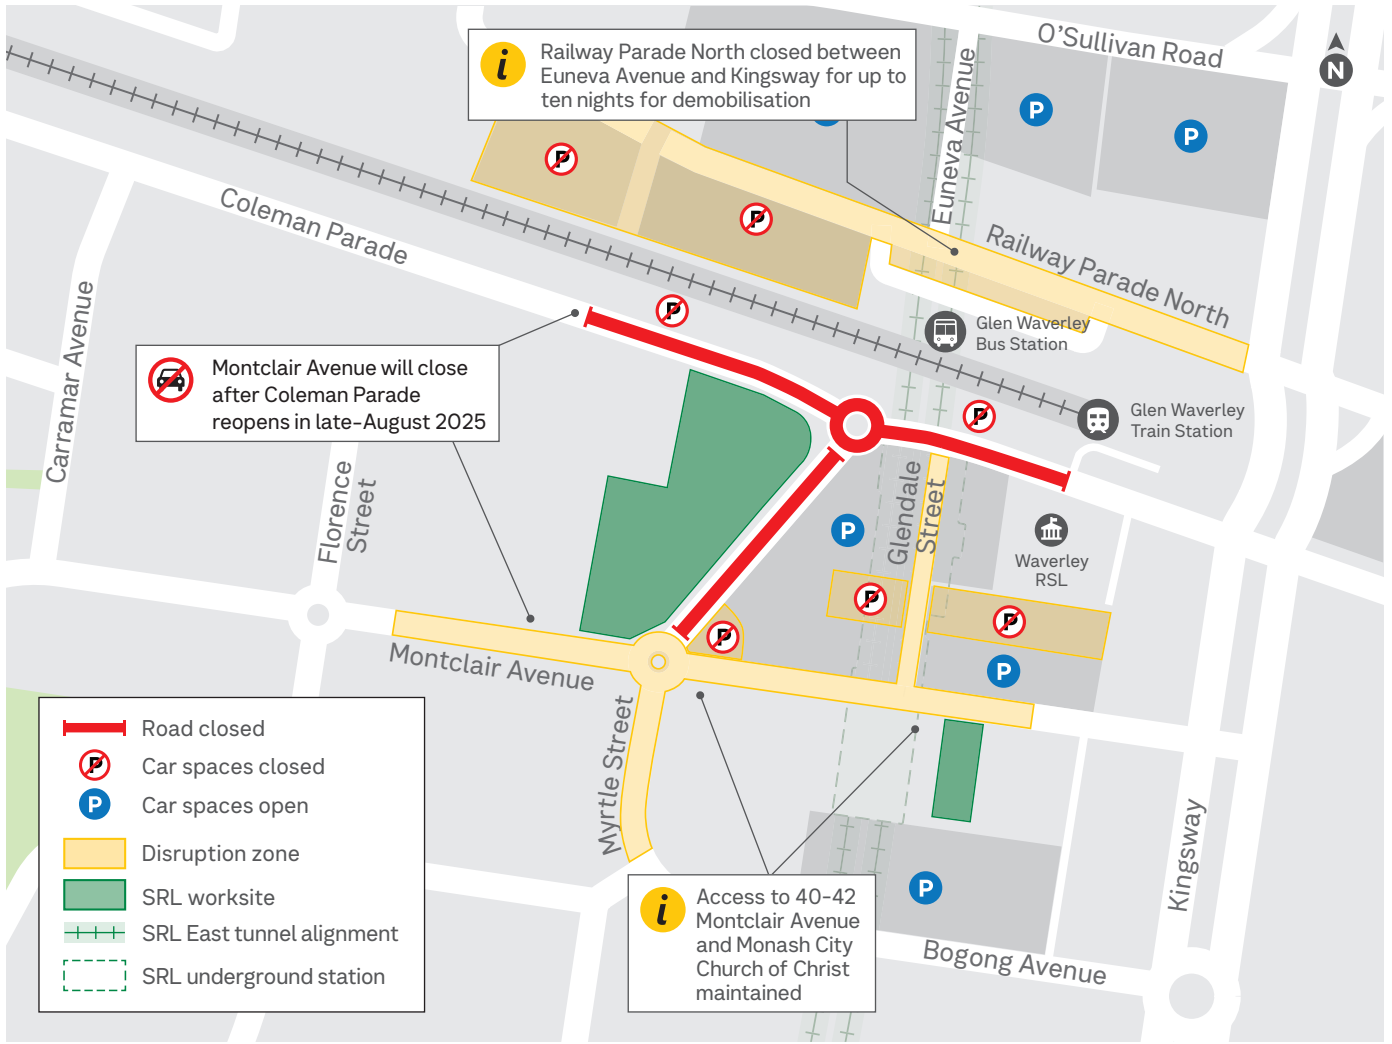 O'Sullivan Road
N
i
Railway Parade North closed between
Euneva Avenue and Kingsway for up to
ten nights for demobilisation
P
P
Euneva Avenue
P
P
Coleman Parade
Railway Parade North
P
Glen Waverley
Bus Station
Carramar Avenue
Montclair Avenue will close
after Coleman Parade
reopens in late-August 2025
P
Glen Waverley
Train Station
Florence
Street
Glendale
Street
P
Waverley
RSL
P
P
P
P
Montclair Avenue
Myrtle Street
Road closed
P
Car spaces closed
P
Car spaces open
Disruption zone
SRL worksite
SRL East tunnel alignment
SRL underground station
i
Access to 40-42
Montclair Avenue
and Monash City
Church of Christ
maintained
P
Kingsway
Bogong Avenue